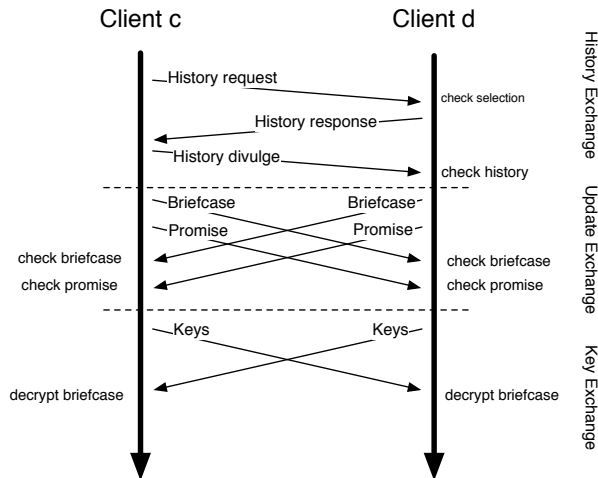 Client c
Client d
History request
check selection
History response
History divulge
check history
History Exchange
Briefcase
Briefcase
Promise
Promise
check briefcase
check briefcase
check promise
check promise
Update Exchange
Keys
Keys
decrypt briefcase
decrypt briefcase
Key Exchange